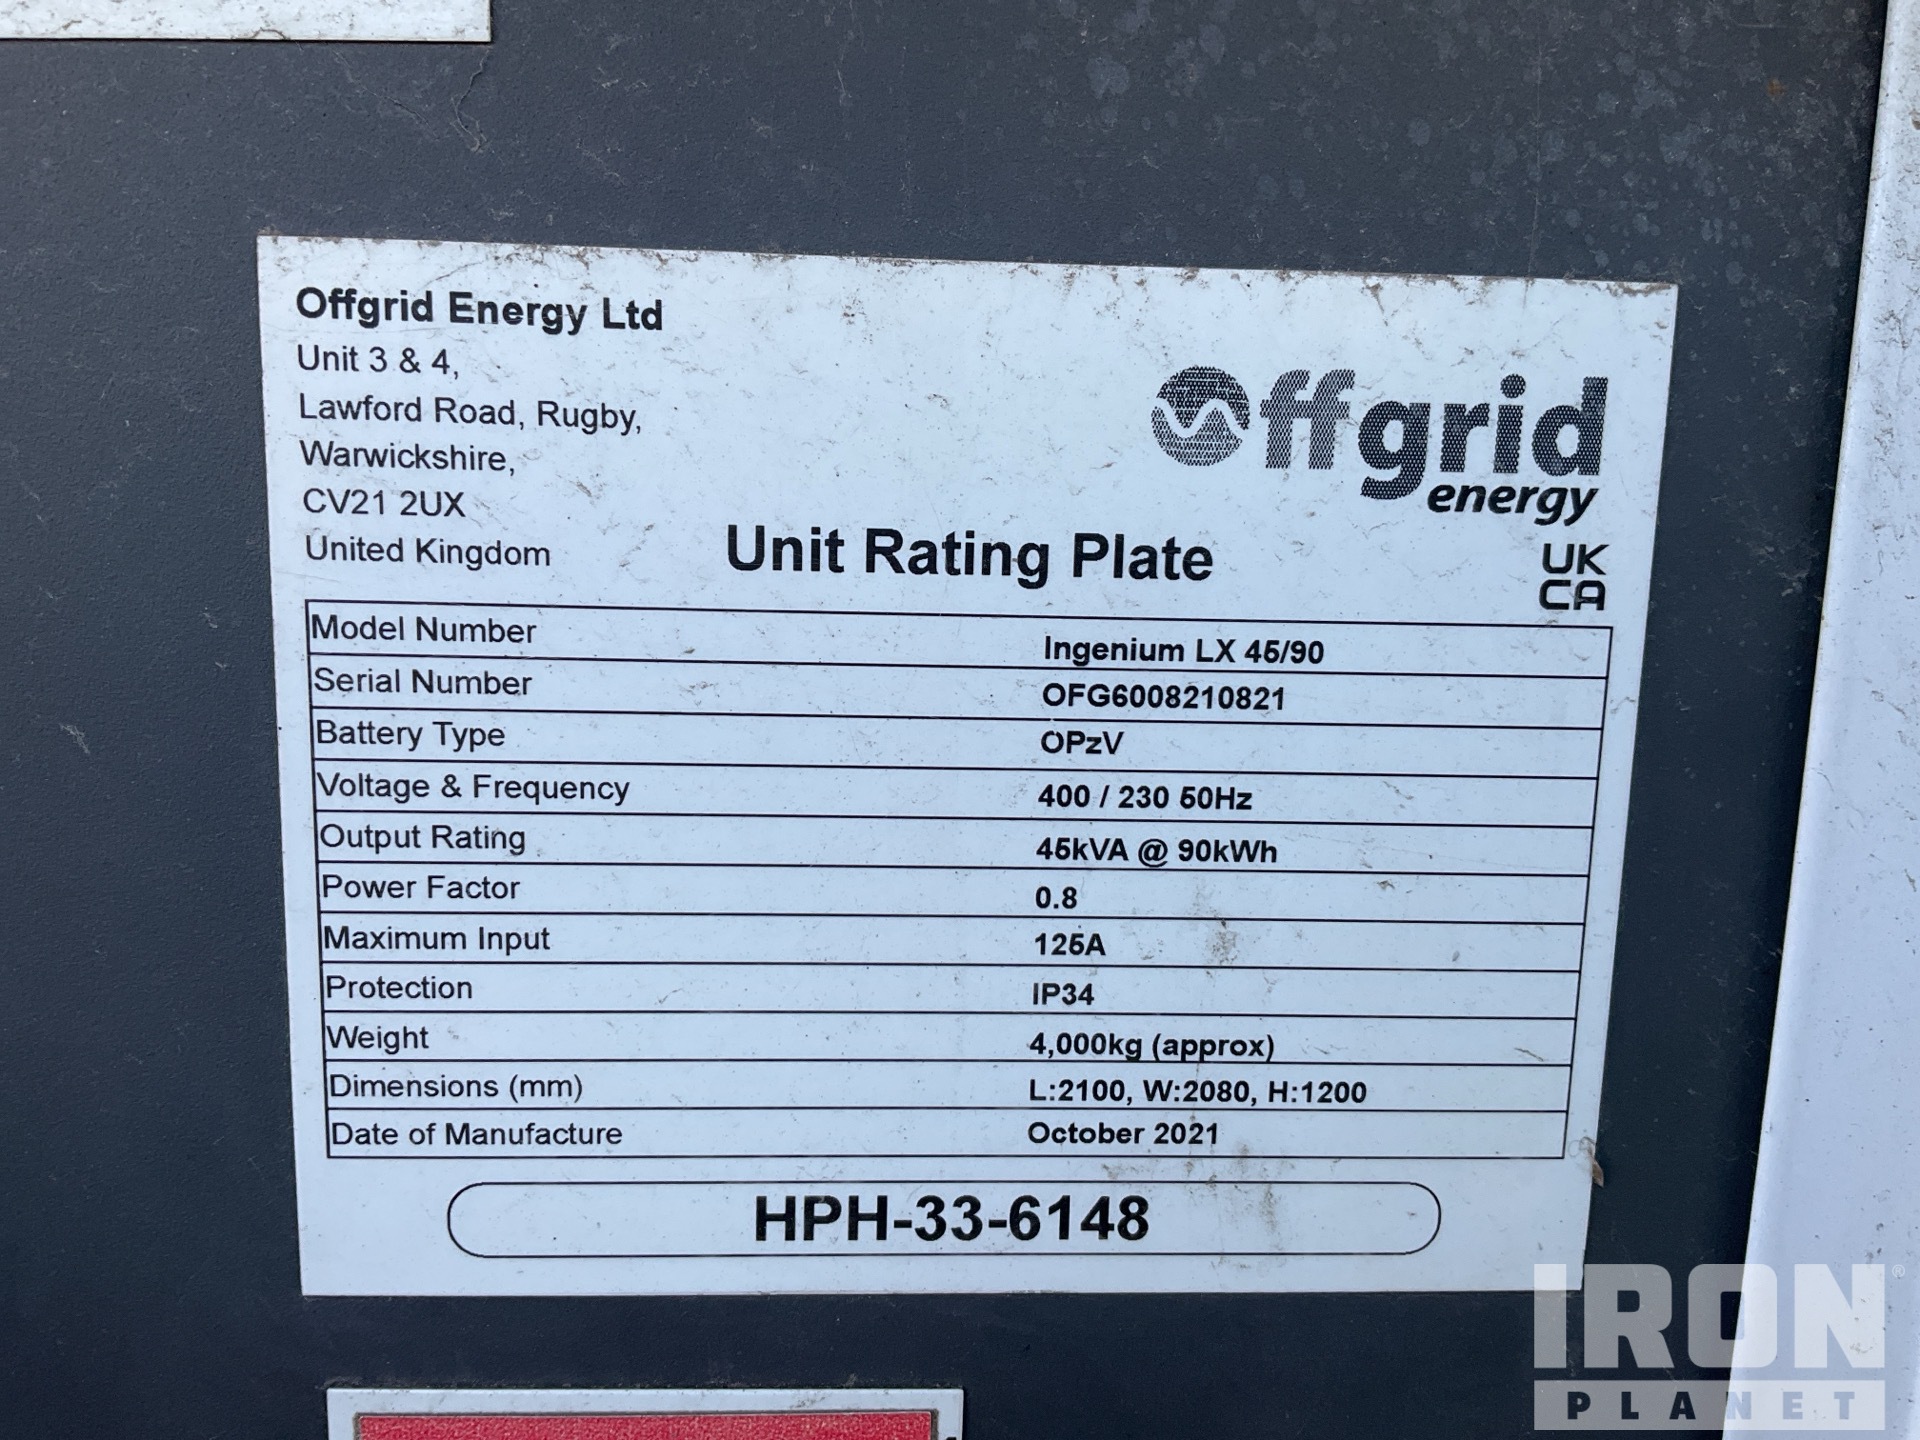 Offgrid Energy Ltd
Unit 3 & 4,
Lawford Road, Rugby,
Warwickshire,
CV21 2UX
United Kingdom
Offgrid
energy
Unit Rating Plate
UK
CA
Model Number Ingenium LX 45/90
Serial Number OFG6008210821
Battery Type OPzV
Voltage & Frequency 400 / 230 50Hz
Output Rating 45kVA @ 90kWh
Power Factor 0.8
Maximum Input 125A
Protection IP34
Weight 4,000kg (approx)
Dimensions (mm) L:2100, W:2080, H:1200
Date of Manufacture October 2021
HPH-33-6148
IRON®
PLANET